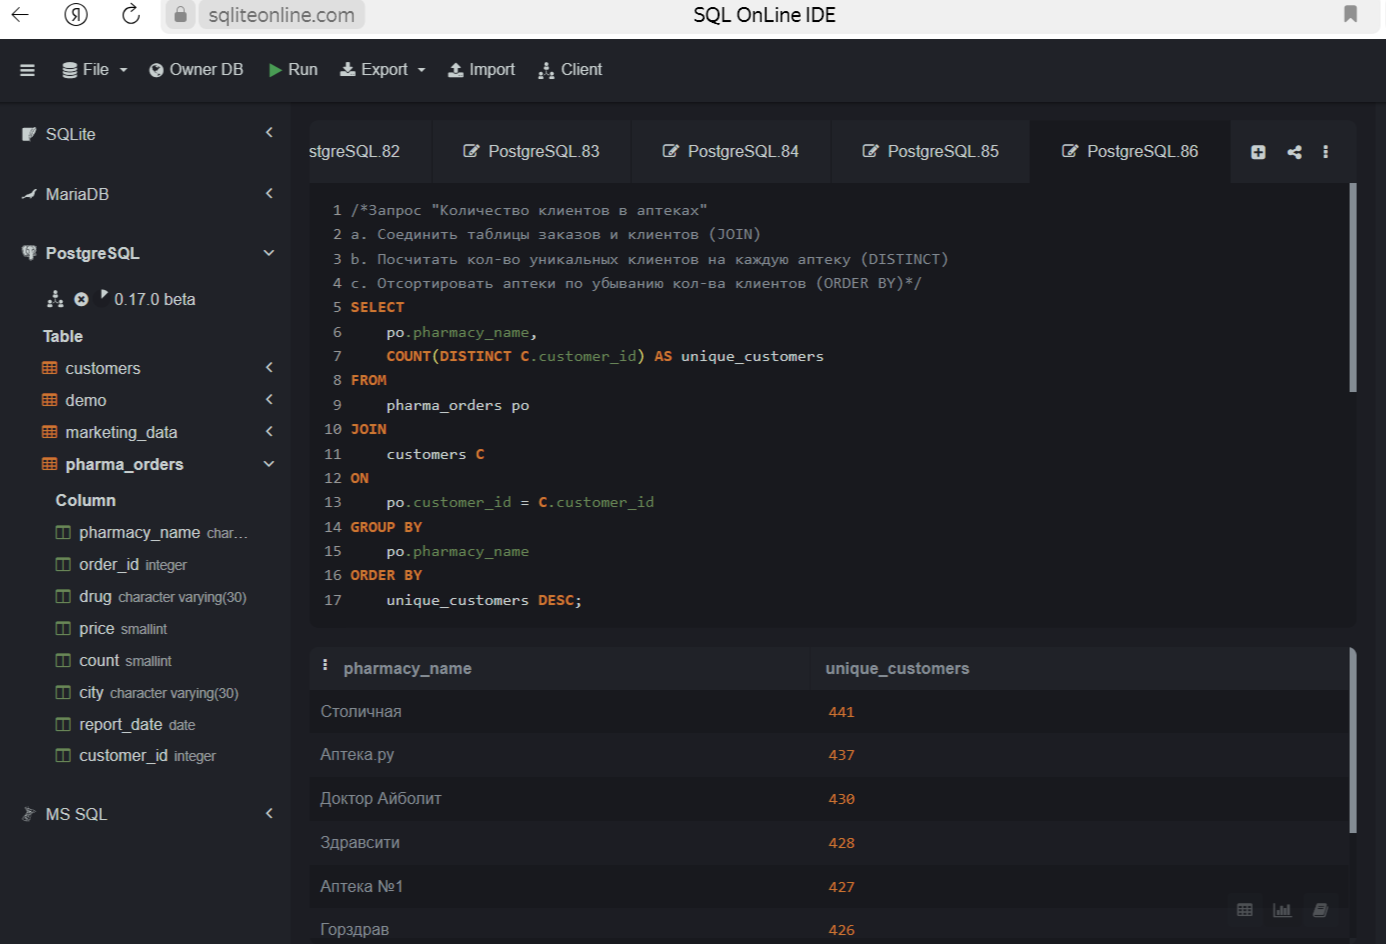 sqliteonline.com
SQL OnLine IDE
File
Owner DB
Run
Export
Import
Client
SQLite
MariaDB
PostgreSQL
0.17.0 beta
Table
customers
demo
marketing_data
pharma_orders
Column
pharmacy_name char...
order_id integer
drug character varying(30)
price smallint
count smallint
city character varying(30)
report_date date
customer_id integer
MS SQL
stgreSQL.82
PostgreSQL.83
PostgreSQL.84
PostgreSQL.85
PostgreSQL.86
1 /*Запрос "Количество клиентов в аптеках"
2 a. Соединить таблицы заказов и клиентов (JOIN)
3 b. Посчитать кол-во уникальных клиентов на каждую аптеку (DISTINCT)
4 c. Отсортировать аптеки по убыванию кол-ва клиентов (ORDER BY)*/
5 SELECT
6 po.pharmacy_name,
7 COUNT(DISTINCT C.customer_id) AS unique_customers
8 FROM
9 pharma_orders po
10 JOIN
11 customers C
12 ON
13 po.customer_id = C.customer_id
14 GROUP BY
15 po.pharmacy_name
16 ORDER BY
17 unique_customers DESC;
pharmacy_name unique_customers
Столичная 441
Аптека.ру 437
Доктор Айболит 430
Здравсити 428
Аптека №1 427
Горздрав 426